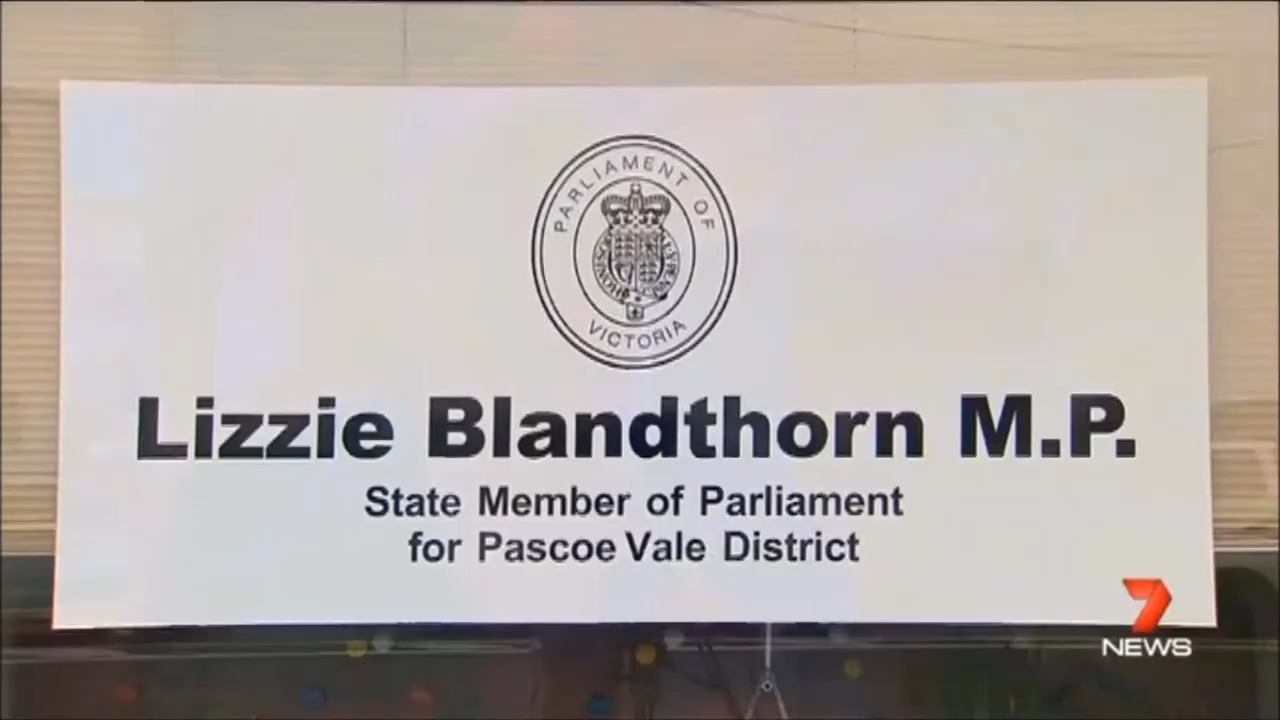 PARLIAMENT OF
VICTORIA
Lizzie Blandthorn M.P.
State Member of Parliament
for Pascoe Vale District
7
NEWS